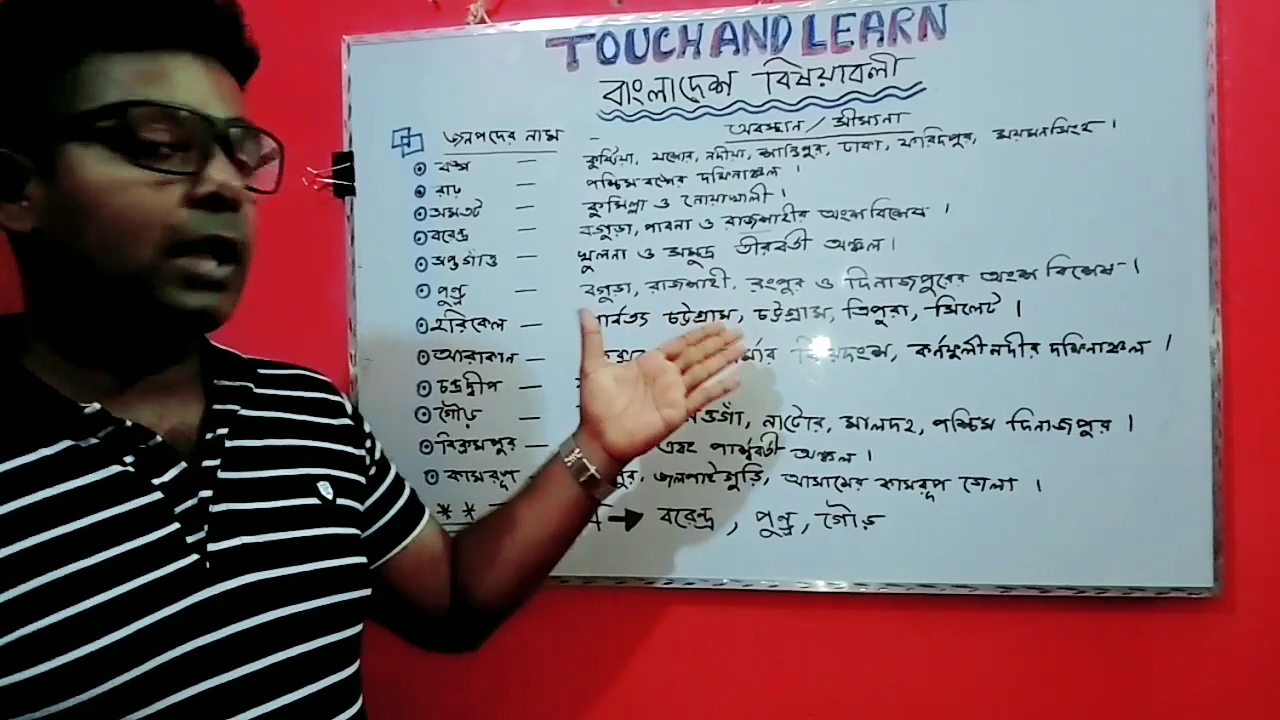 TOUCH AND LEARN
বাংলাদেশ বিষয়াবলী
জনপদের নাম - অবস্থান / সীমানা
বঙ্গ — কুষ্টিয়া, যশোর, নদীয়া, শান্তিপুর, ঢাকা, ফরিদপুর, ময়মনসিংহ ।
রাঢ় — পশ্চিম বঙ্গের দক্ষিনাঞ্চল ।
সমতট — কুমিল্লা ও নোয়াখালী ।
বরেন্দ্র — বগুড়া, পাবনা ও রাজশাহীর অংশ বিশেষ ।
সপ্তগাঁও — খুলনা ও সমুদ্র তীরবর্তী অঞ্চল ।
পুণ্ড্র — বগুড়া, রাজশাহী, রংপুর ও দিনাজপুরের অংশ বিশেষ ।
হরিকেল — পার্বত্য চট্টগ্রাম, চট্টগ্রাম, ত্রিপুরা, সিলেট ।
আরাকান — কর্নফুলী নদীর দক্ষিনাঞ্চল ।
চন্দ্রদ্বীপ —
গৌড় — নাটোর, মালদহ, পশ্চিম দিনাজপুর ।
বিক্রমপুর — এবং পার্শ্ববর্তী অঞ্চল ।
কামরূপ জলপাইগুড়ি, আসামের কামরূপ জেলা ।
** → বরেন্দ্র, পুণ্ড্র, গৌড়